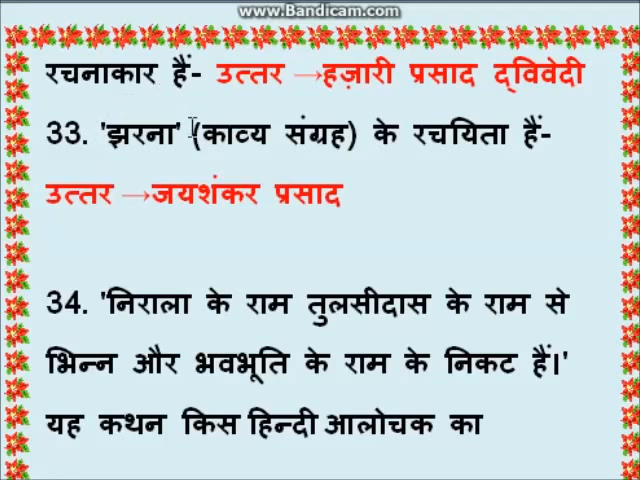 www.Bandicam.com
रचनाकार हैं- उत्तर →हज़ारी प्रसाद द्विवेदी
33. 'झरना' (काव्य संग्रह) के रचयिता हैं-
उत्तर →जयशंकर प्रसाद
34. 'निराला के राम तुलसीदास के राम से
भिन्न और भवभूति के राम के निकट हैं।'
यह कथन किस हिन्दी आलोचक का